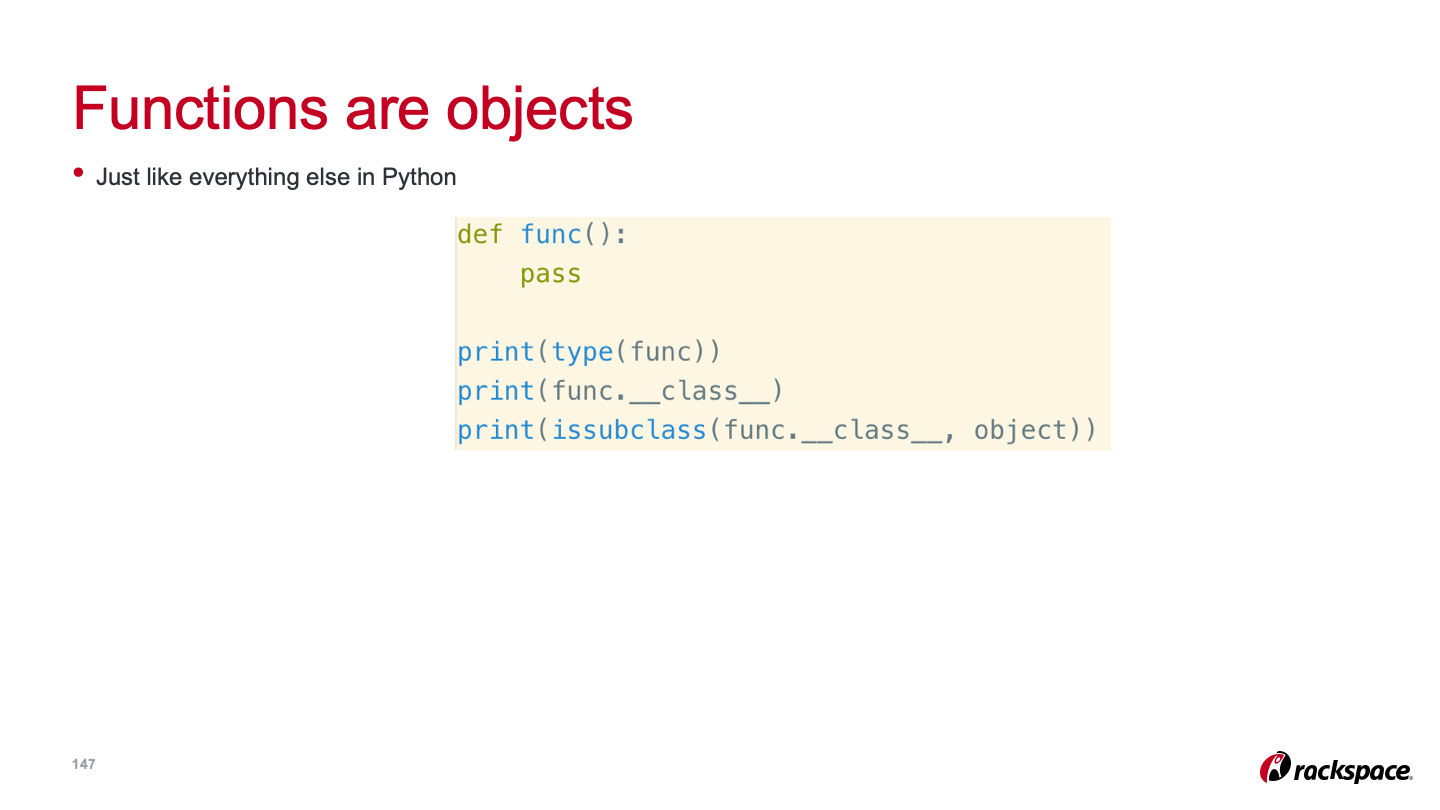 Functions are objects
• Just like everything else in Python
def func():
    pass
print(type(func))
print(func.__class__)
print(issubclass(func.__class__, object))
147
rackspace.